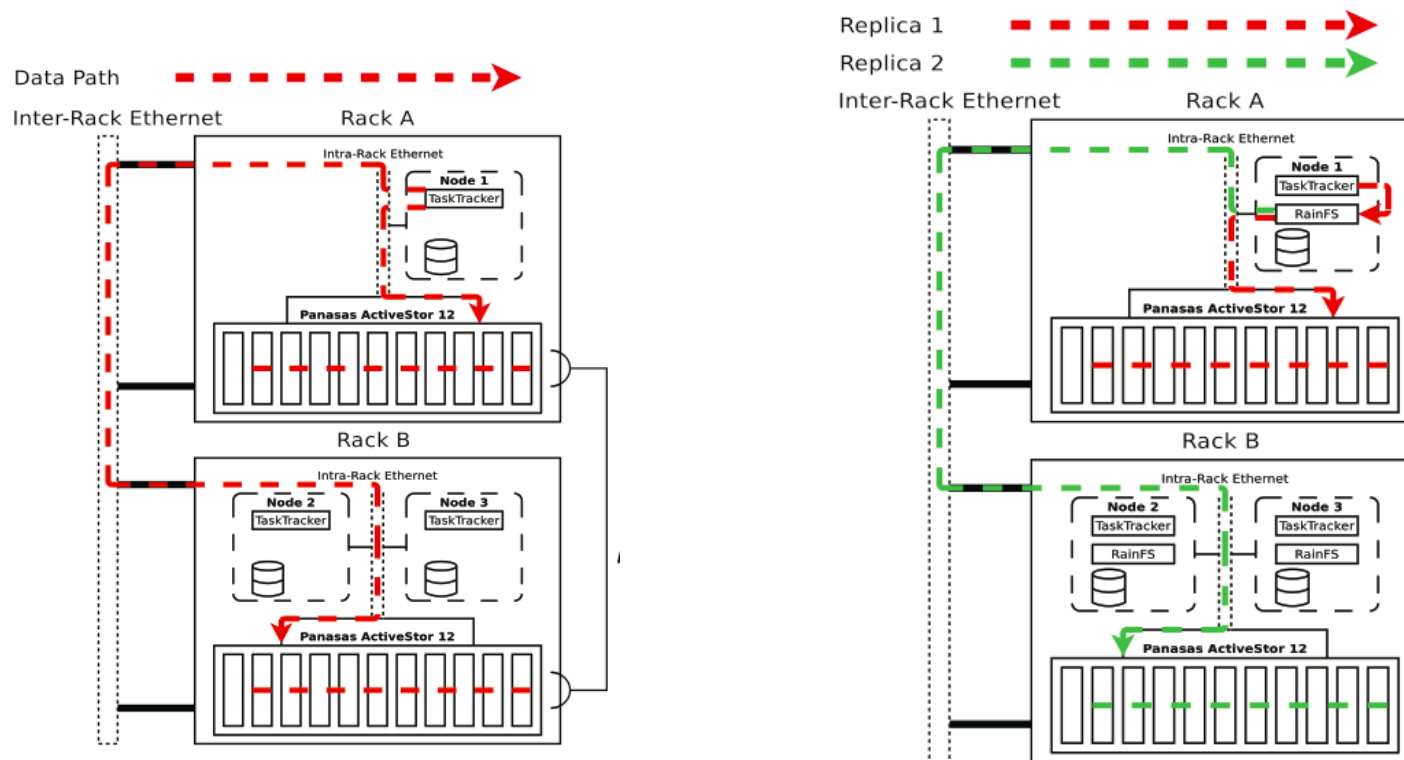 Data Path
Inter-Rack Ethernet
Rack A
Intra-Rack Ethernet
Node 1
TaskTracker
Panasas ActiveStor 12
Rack B
Intra-Rack Ethernet
Node 2
Node 3
TaskTracker
TaskTracker
Panasas ActiveStor 12
Replica 1
Replica 2
Inter-Rack Ethernet
Rack A
Intra-Rack Ethernet
Node 1
TaskTracker
RainFS
Panasas ActiveStor 12
Rack B
Intra-Rack Ethernet
Node 2
Node 3
TaskTracker
TaskTracker
RainFS
RainFS
Panasas ActiveStor 12